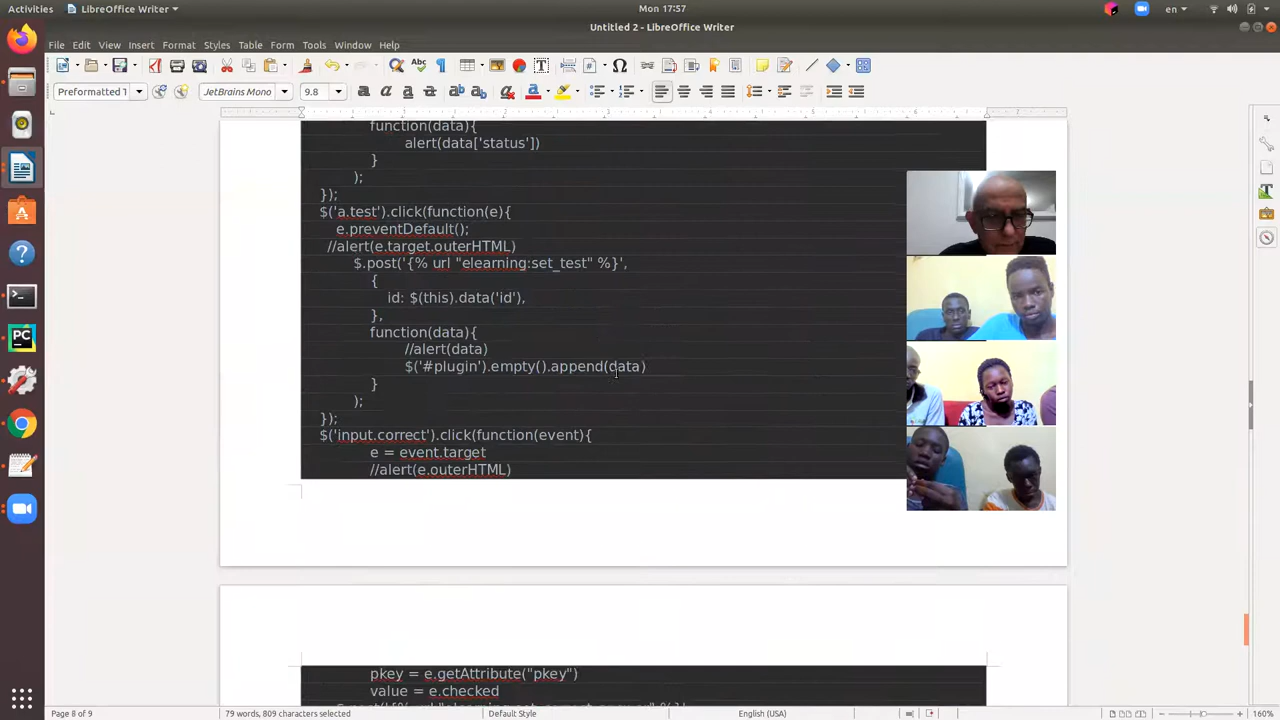 Activities
LibreOffice Writer
Mon 17:57
en
Untitled 2 - LibreOffice Writer
File Edit View Insert Format Styles Table Form Tools Window Help
Preformatted T
JetBrains Mono
9.8
function(data){
alert(data['status'])
}
);
});
$('a.test').click(function(e){
e.preventDefault();
//alert(e.target.outerHTML)
$.post('{% url "elearning:set_test" %}',
{
id: $(this).data('id'),
},
function(data){
//alert(data)
$('#plugin').empty().append(data)
}
);
});
$('input.correct').click(function(event){
e = event.target
//alert(e.outerHTML)
pkey = e.getAttribute("pkey")
value = e.checked
Page 8 of 9
79 words, 809 characters selected
Default Style
English (USA)
160%